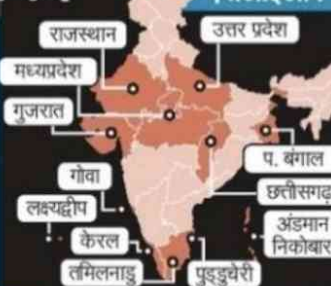 राजस्थान
उत्तर प्रदेश
मध्यप्रदेश
गुजरात
प. बंगाल
गोवा
छत्तीसगढ़
लक्ष्यद्वीप
अंडमान
निकोबार
केरल
तमिलनाडु
पुड्डुचेरी